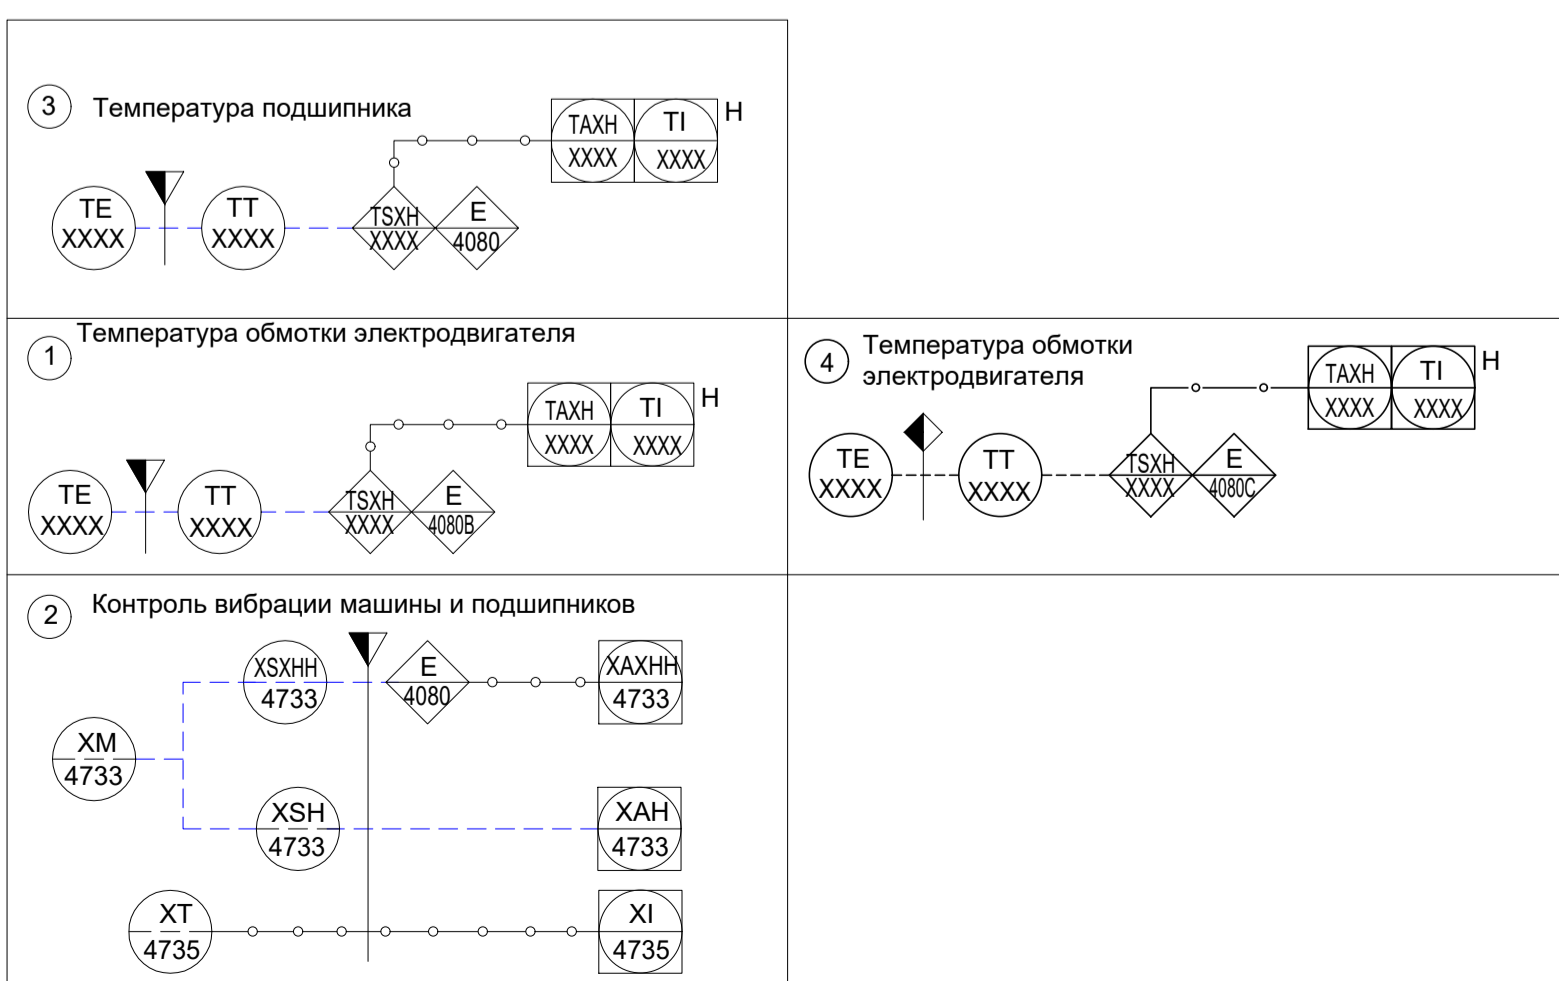 3
Температура подшипника
TAXH
XXXX
TI
XXXX
H
TE
XXXX
TT
XXXX
TSXH
XXXX
E
4080
1
Температура обмотки электродвигателя
TAXH
XXXX
TI
XXXX
H
TE
XXXX
TT
XXXX
TSXH
XXXX
E
4080B
4
Температура обмотки
электродвигателя
TAXH
XXXX
TI
XXXX
H
TE
XXXX
TT
XXXX
TSXH
XXXX
E
4080C
2
Контроль вибрации машины и подшипников
XSXHH
4733
E
4080
XAXHH
4733
XM
4733
XSH
4733
XAH
4733
XT
4735
XI
4735